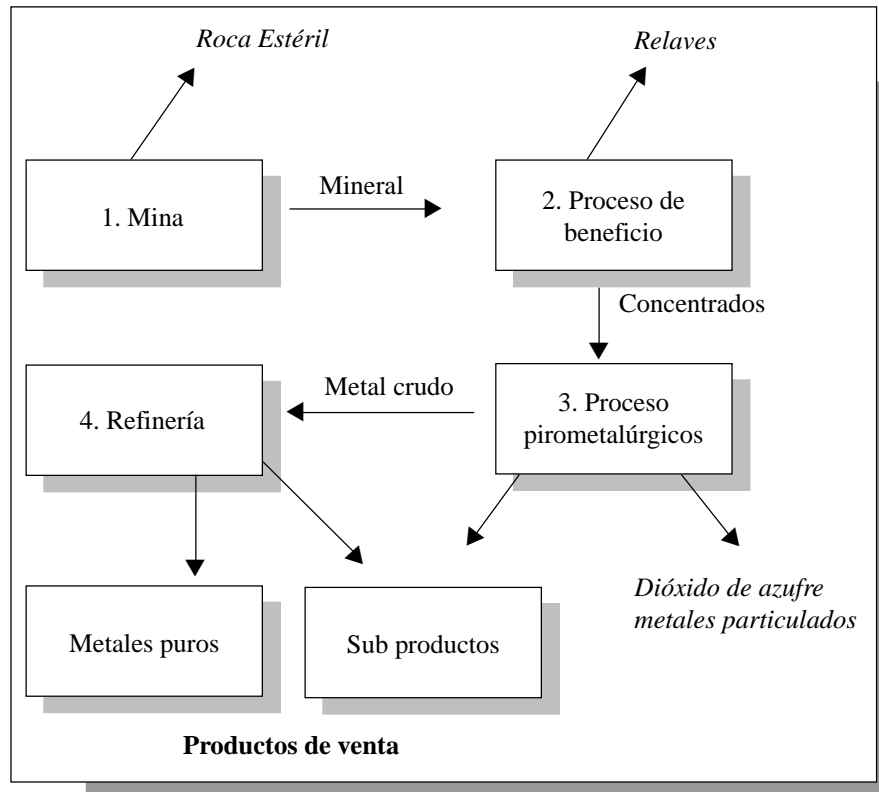 Roca Estéril
Relaves
1. Mina
Mineral
2. Proceso de
beneficio
Concentrados
4. Refinería
Metal crudo
3. Proceso
pirometalúrgicos
Metales puros
Sub productos
Dióxido de azufre
metales particulados
Productos de venta